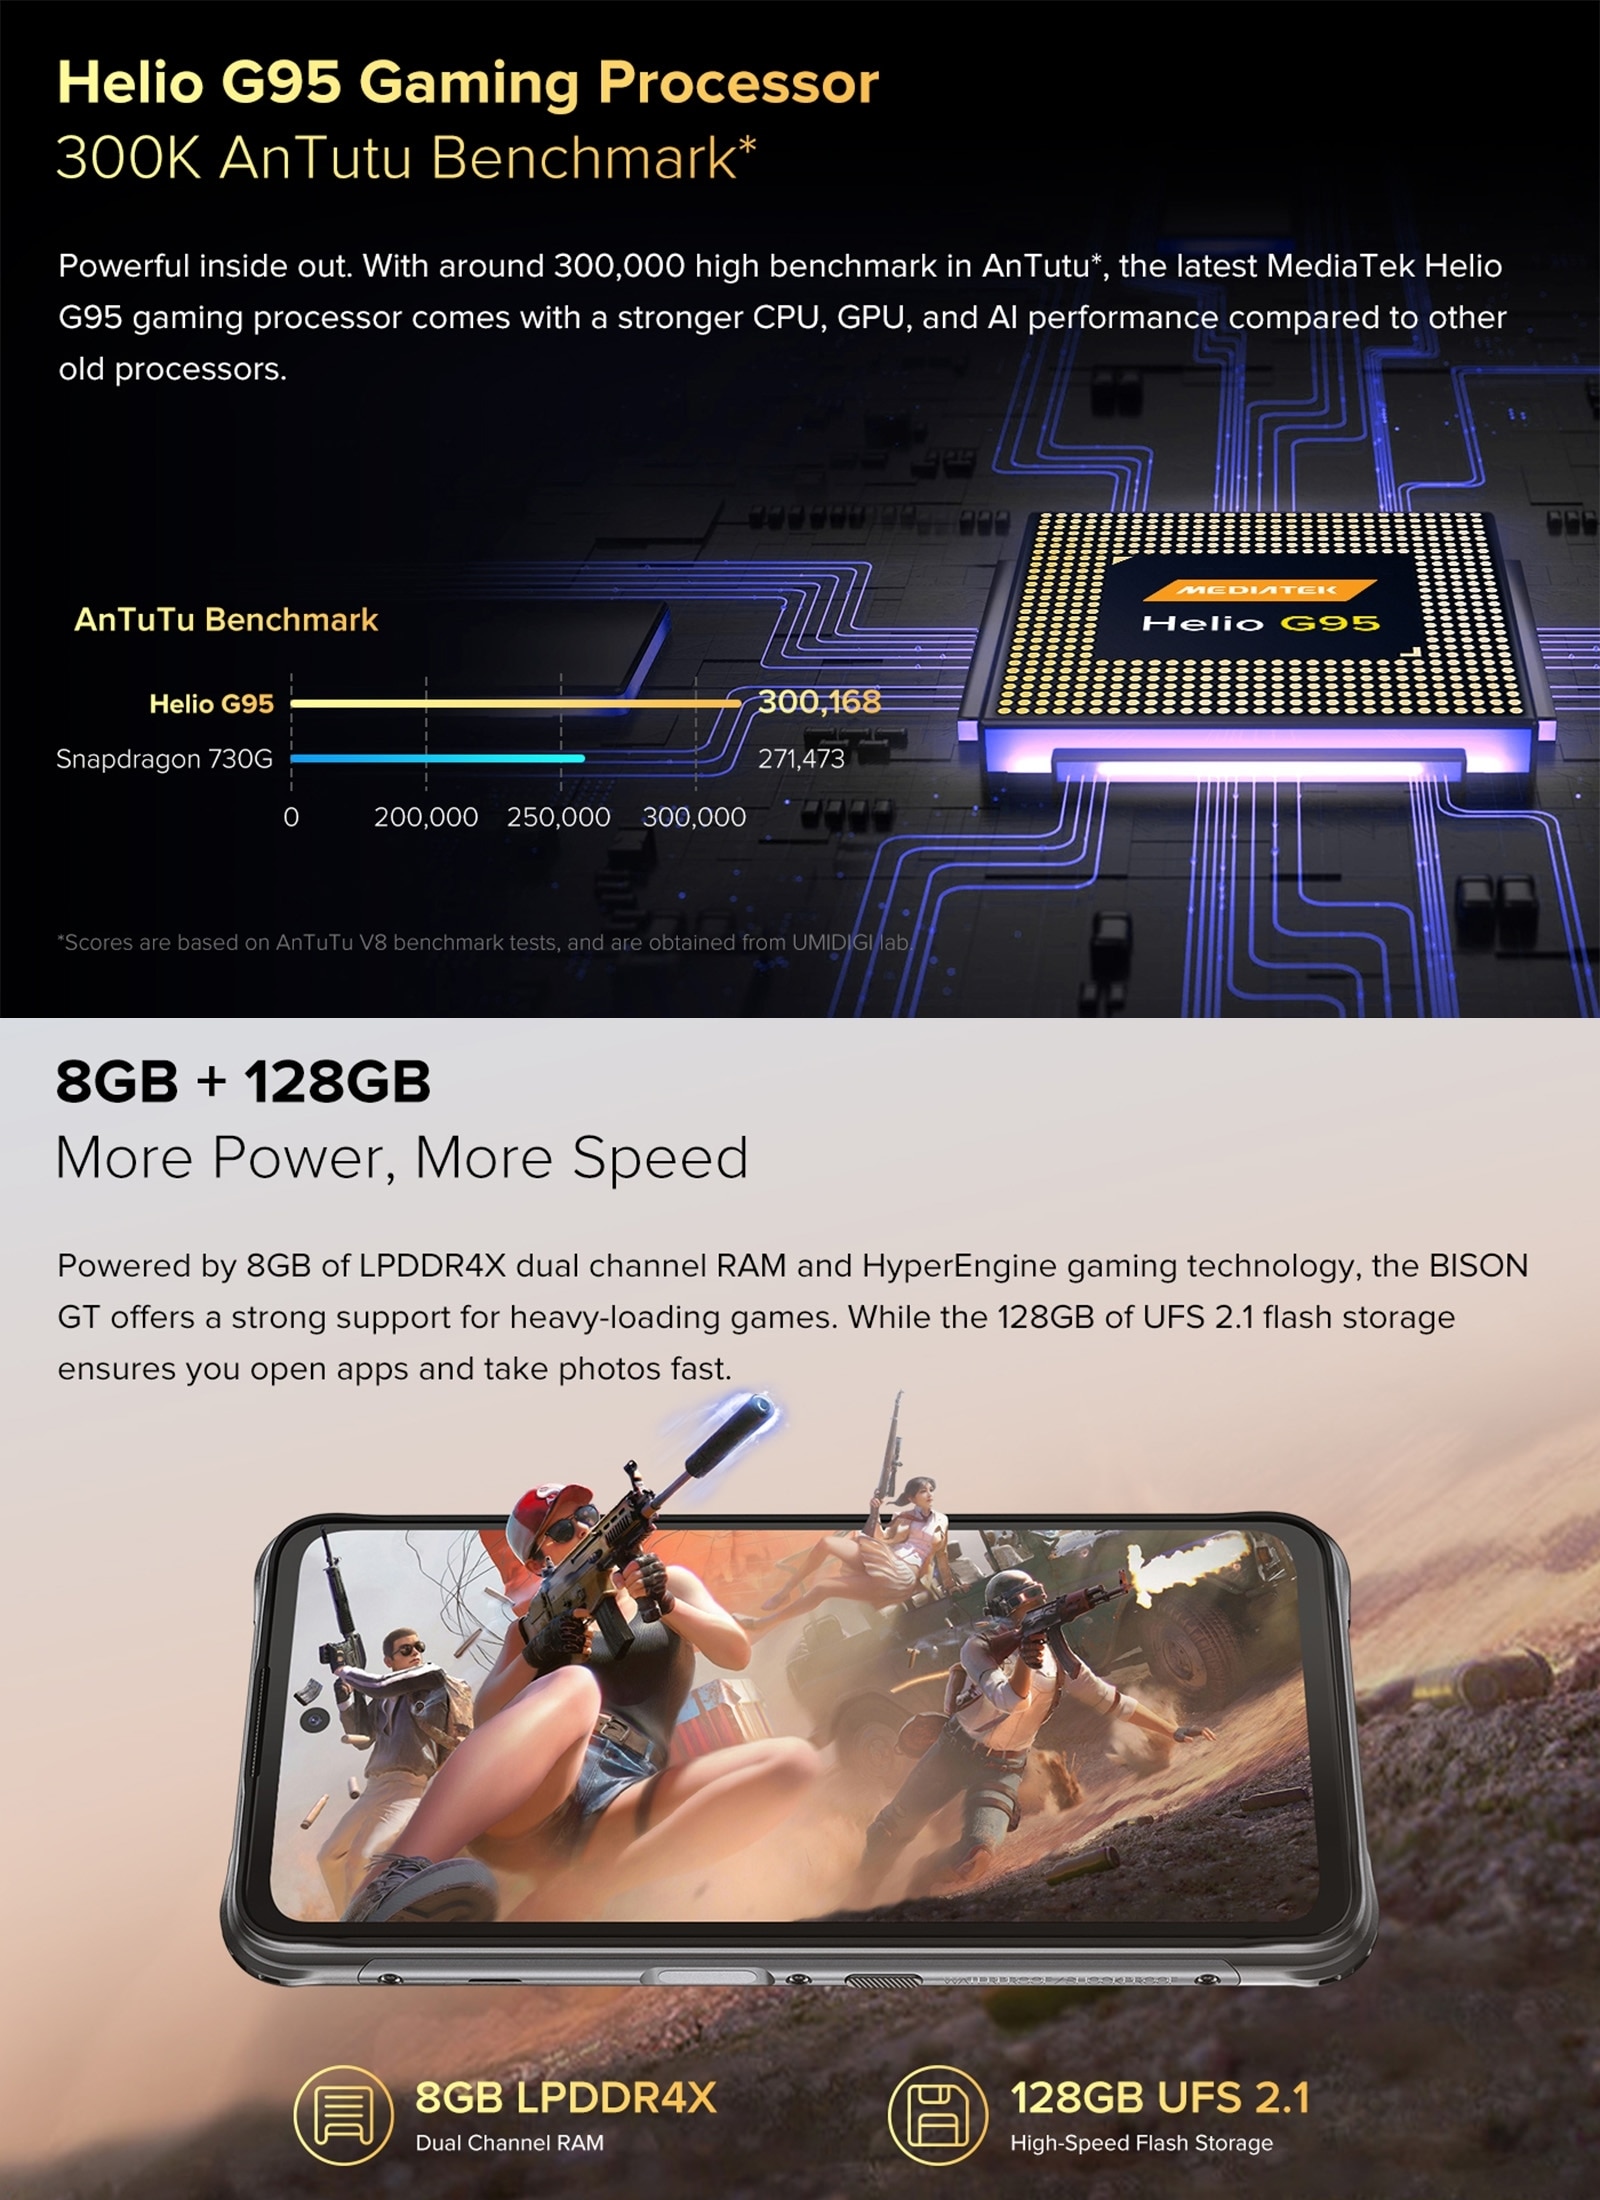 Helio G95 Gaming Processor
300K AnTutu Benchmark*
Powerful inside out. With around 300,000 high benchmark in AnTutu*, the latest MediaTek Helio
G95 gaming processor comes with a stronger CPU, GPU, and AI performance compared to other
old processors.
MEDIATEK
Helio G95
AnTuTu Benchmark
Helio G95 300,168
Snapdragon 730G 271,473
0 200,000 250,000 300,000
*Scores are based on AnTuTu V8 benchmark tests, and are obtained from UMIDIGI lab.
8GB + 128GB
More Power, More Speed
Powered by 8GB of LPDDR4X dual channel RAM and HyperEngine gaming technology, the BISON
GT offers a strong support for heavy-loading games. While the 128GB of UFS 2.1 flash storage
ensures you open apps and take photos fast.
WATERPROOF/SHOCKPROOF
8GB LPDDR4X
Dual Channel RAM
128GB UFS 2.1
High-Speed Flash Storage